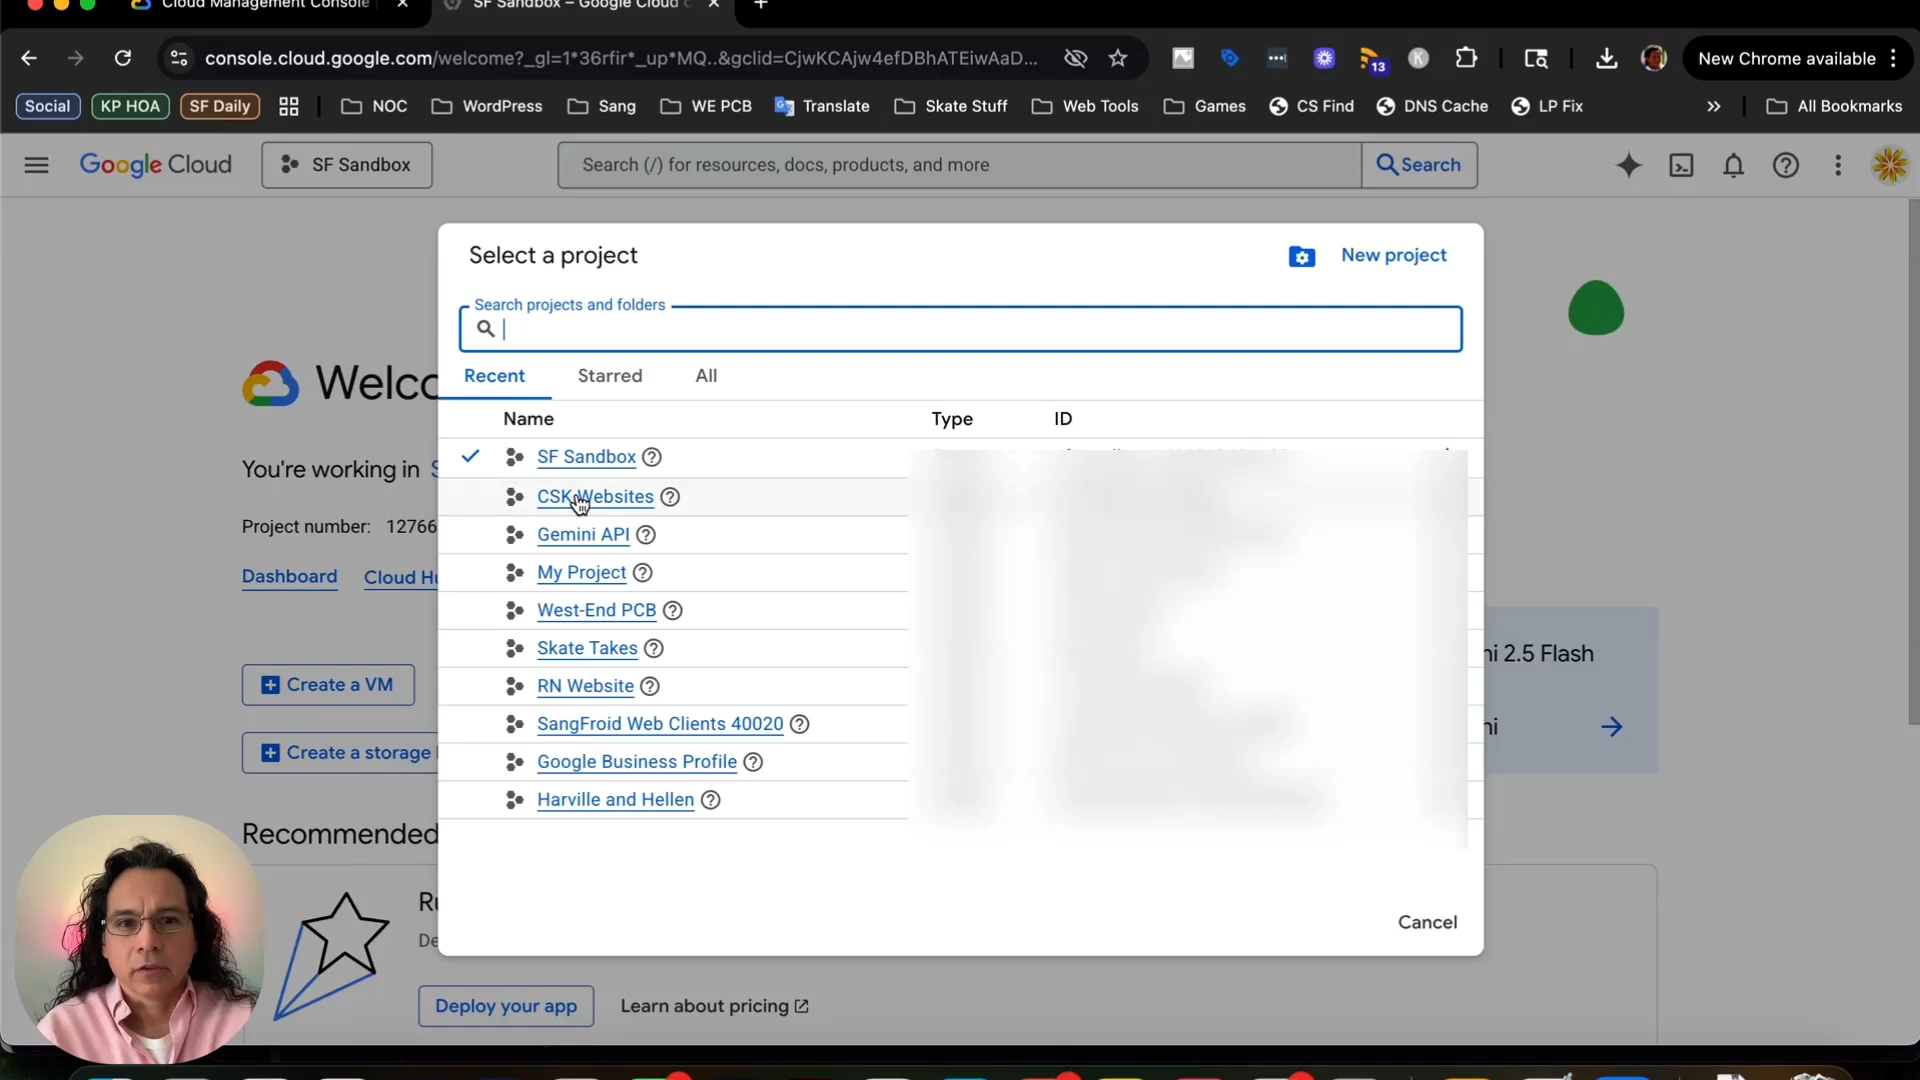 Cloud Management Console
SF Sandbox – Google Cloud c
console.cloud.google.com/welcome?_gl=1*36rfir*_up*MQ..&gclid=CjwKCAjw4efDBhATEiwAaD...
13
K
New Chrome available
Social
KP HOA
SF Daily
NOC
WordPress
Sang
WE PCB
Translate
Skate Stuff
Web Tools
Games
CS Find
DNS Cache
LP Fix
All Bookmarks
Google Cloud
SF Sandbox
Search (/) for resources, docs, products, and more
Search
Select a project
New project
Search projects and folders
Recent
Starred
All
Name
Type
ID
SF Sandbox
CSK Websites
Gemini API
My Project
West-End PCB
Skate Takes
RN Website
SangFroid Web Clients 40020
Google Business Profile
Harville and Hellen
Cancel
Welco
You're working in S
Project number: 12766
Dashboard
Cloud Hu
Create a VM
Create a storage
ni 2.5 Flash
ni
Recommended
Ru
De
Deploy your app
Learn about pricing